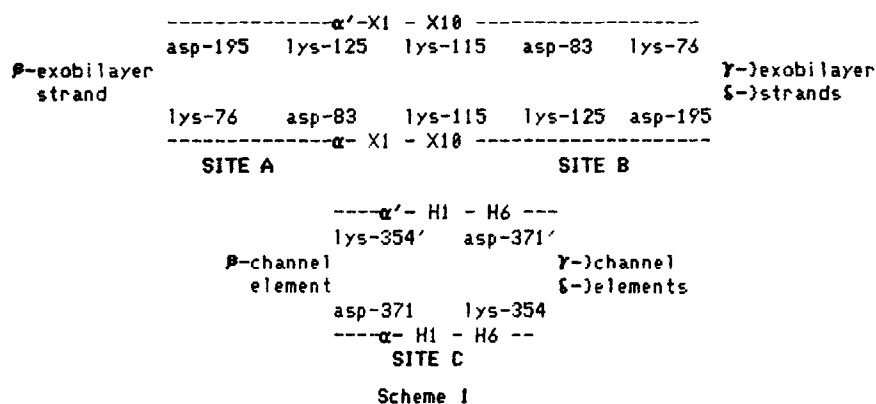 --------------α′-X1 - X10 --------------------
asp-195 lys-125 lys-115 asp-83 lys-76
β-exobilayer γ-}exobilayer
strand δ-}strands
lys-76 asp-83 lys-115 lys-125 asp-195
--------------α- X1 - X10 --------------------
SITE A SITE B
----α′- H1 - H6 ---
lys-354′ asp-371′
β-channel γ-}channel
element δ-}elements
asp-371 lys-354
----α- H1 - H6 --
SITE C
Scheme 1